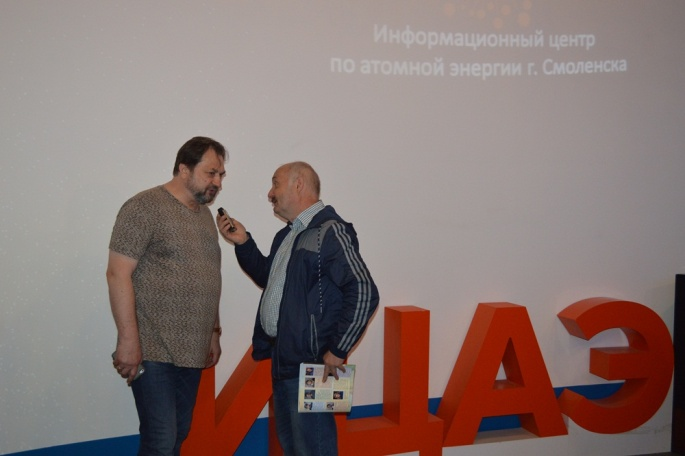 Информационный центр
по атомной энергии г. Смоленска
ИЦАЭ